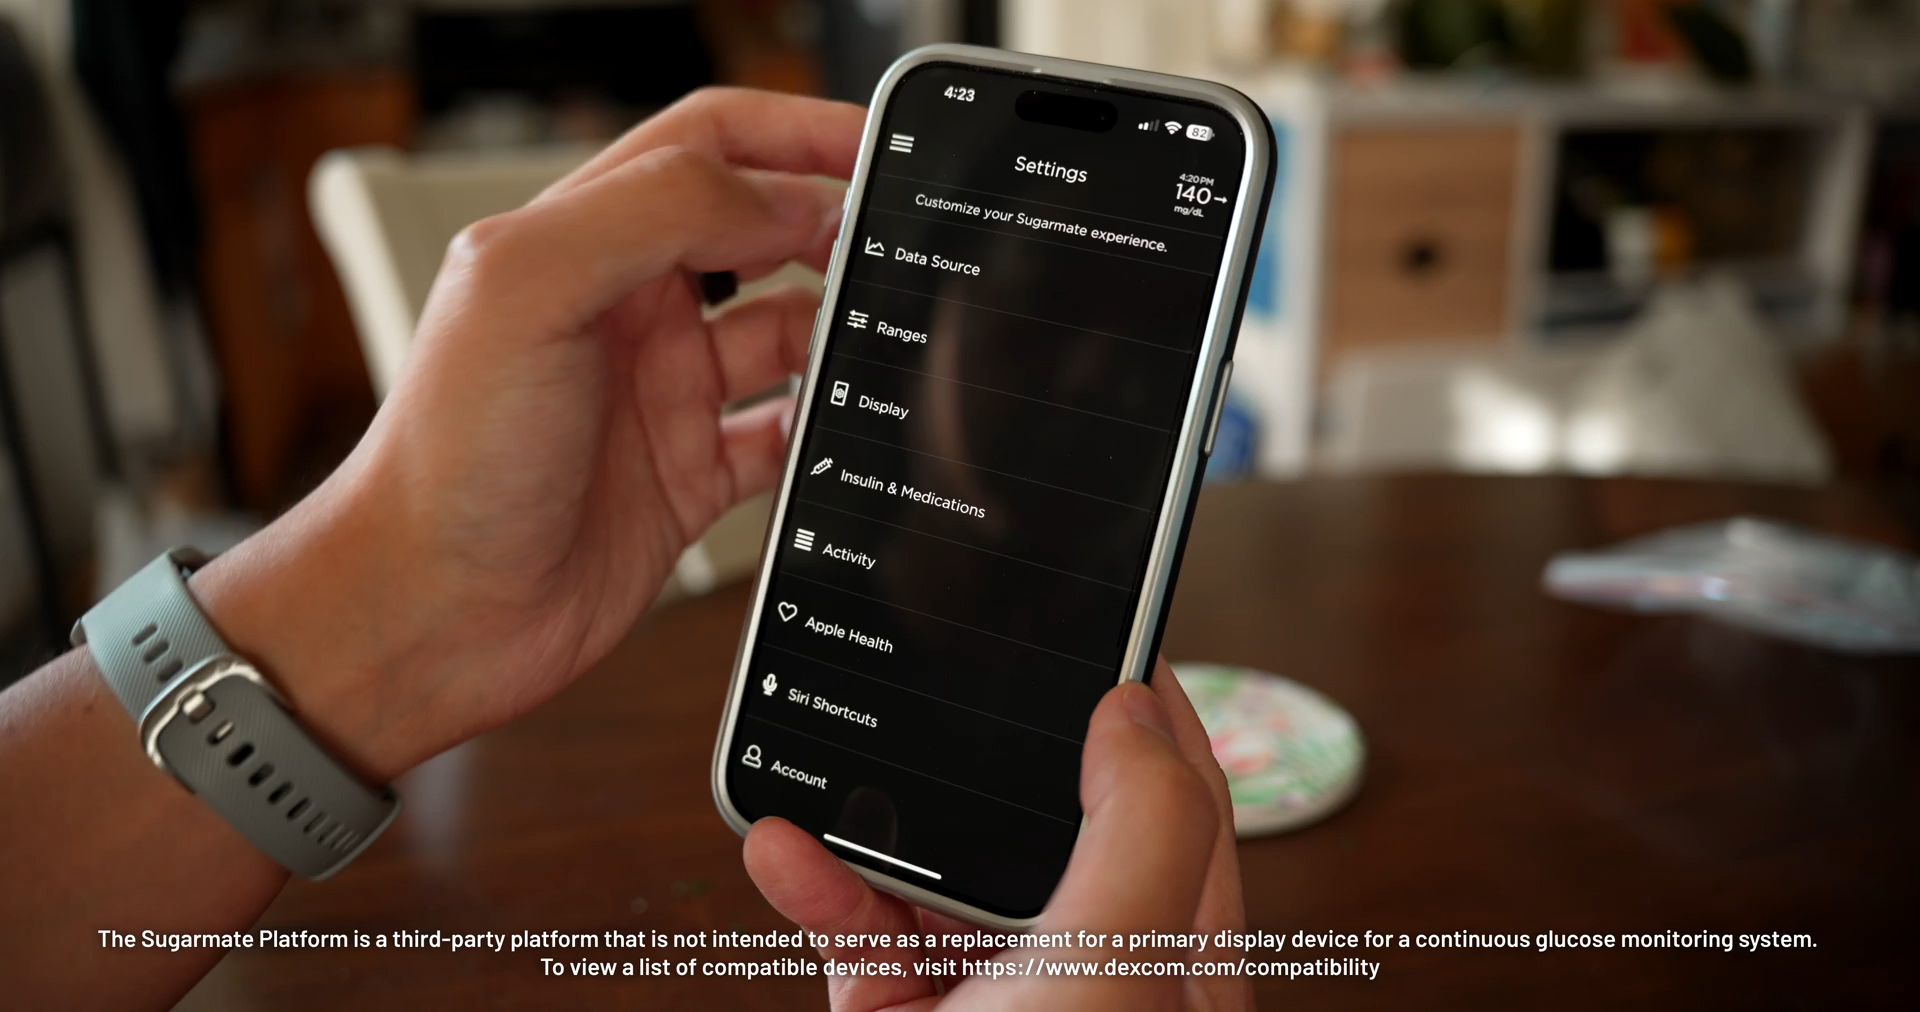 4:23
82
Settings
4:20 PM
140→
mg/dL
Customize your Sugarmate experience.
Data Source
Ranges
Display
Insulin & Medications
Activity
Apple Health
Siri Shortcuts
Account
The Sugarmate Platform is a third-party platform that is not intended to serve as a replacement for a primary display device for a continuous glucose monitoring system.
To view a list of compatible devices, visit https://www.dexcom.com/compatibility